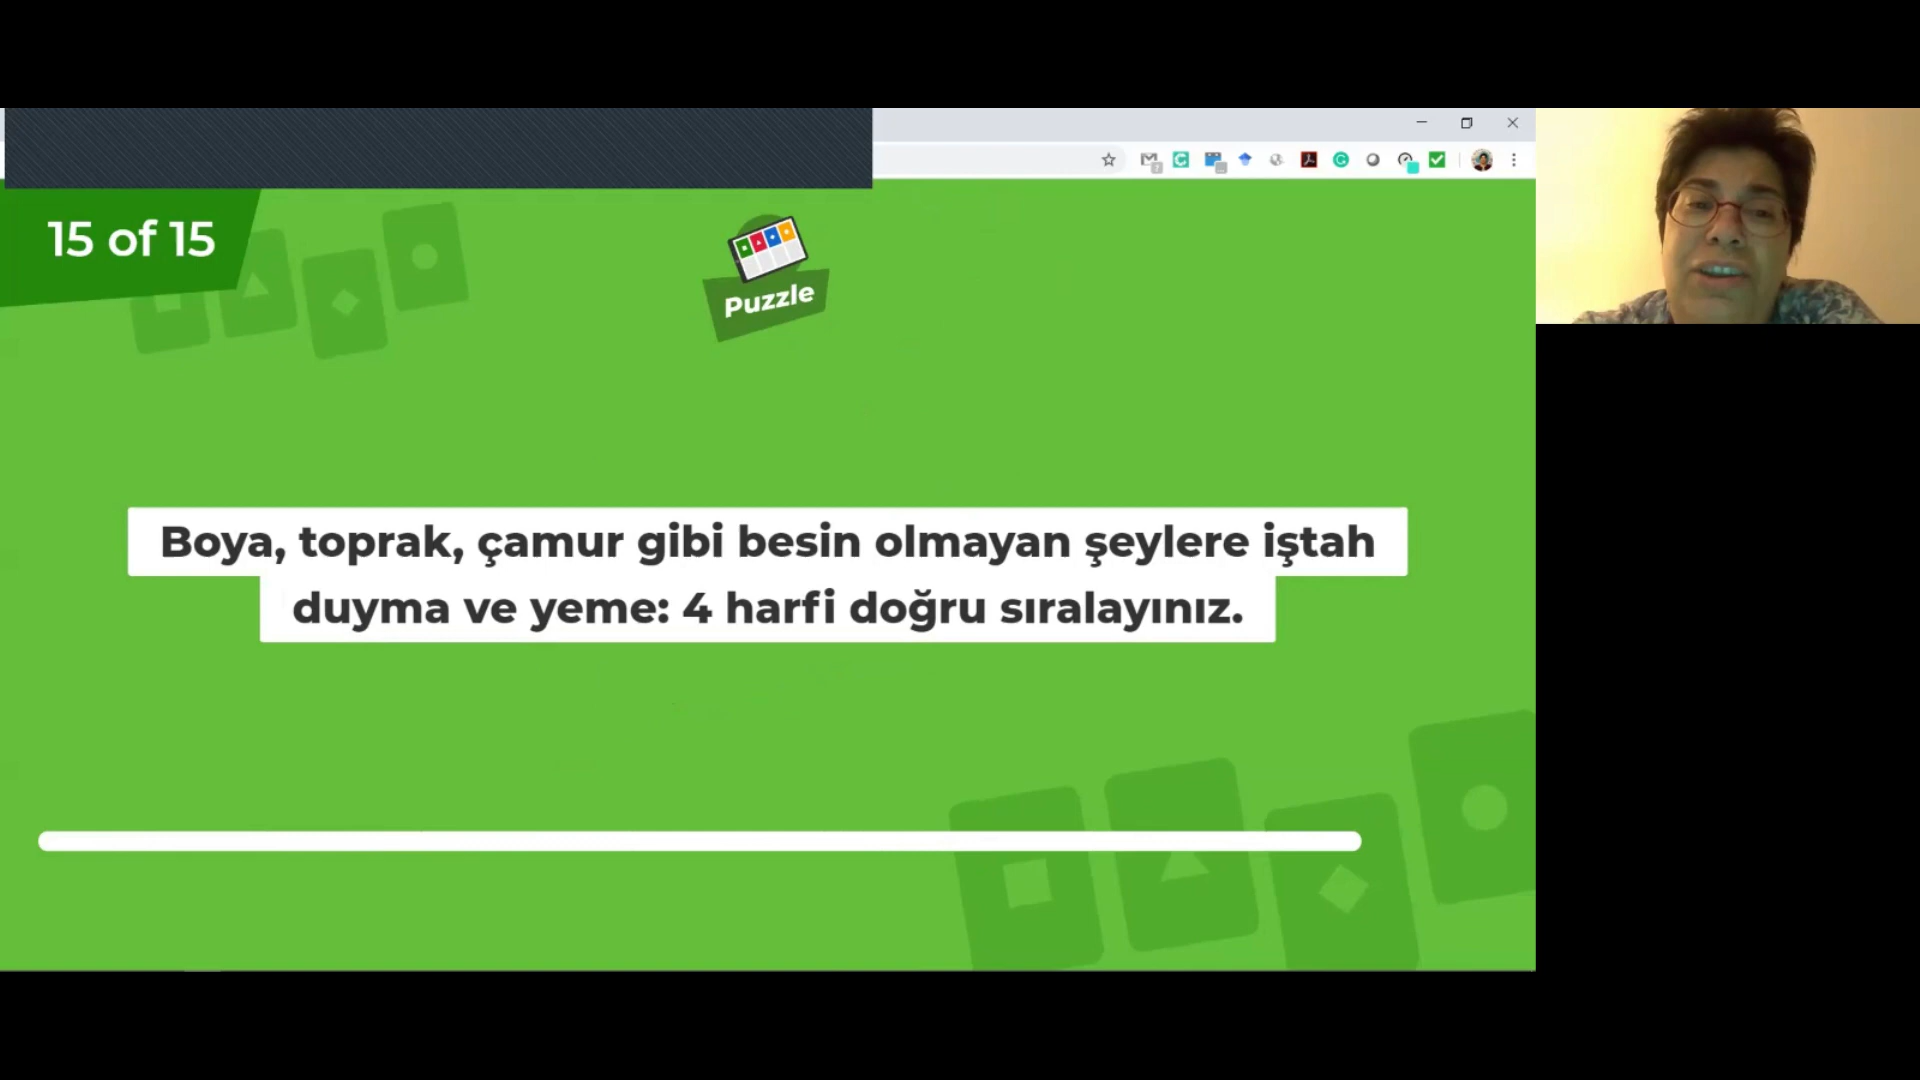 15 of 15
Puzzle
Boya, toprak, çamur gibi besin olmayan şeylere iştah
duyma ve yeme: 4 harfi doğru sıralayınız.